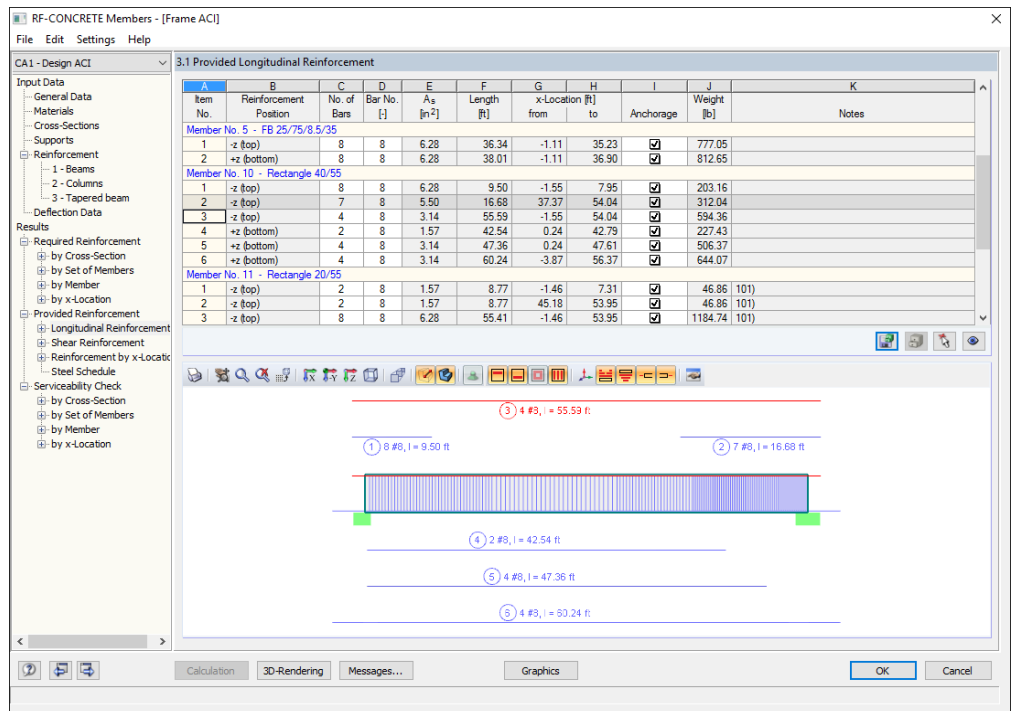 RF-CONCRETE Members - [Frame ACI]
File Edit Settings Help
CA1 - Design ACI
3.1 Provided Longitudinal Reinforcement
Input Data
General Data
Materials
Cross-Sections
Supports
Reinforcement
1 - Beams
2 - Columns
3 - Tapered beam
Deflection Data
Results
Required Reinforcement
by Cross-Section
by Set of Members
by Member
by x-Location
Provided Reinforcement
Longitudinal Reinforcement
Shear Reinforcement
Reinforcement by x-Locatic
Steel Schedule
Serviceability Check
by Cross-Section
by Set of Members
by Member
by x-Location
A B C D E F G H I J K
Item Reinforcement No. of Bar No. As Length x-Location [ft] Weight
No. Position Bars [-] [in2] [ft] from to Anchorage [lb] Notes
Member No. 5 - FB 25/75/8.5/35
1 -z (top) 8 8 6.28 36.34 -1.11 35.23 777.05
2 +z (bottom) 8 8 6.28 38.01 -1.11 36.90 812.65
Member No. 10 - Rectangle 40/55
1 -z (top) 8 8 6.28 9.50 -1.55 7.95 203.16
2 -z (top) 7 8 5.50 16.68 37.37 54.04 312.04
3 -z (top) 4 8 3.14 55.59 -1.55 54.04 594.36
4 +z (bottom) 2 8 1.57 42.54 0.24 42.79 227.43
5 +z (bottom) 4 8 3.14 47.36 0.24 47.61 506.37
6 +z (bottom) 4 8 3.14 60.24 -3.87 56.37 644.07
Member No. 11 - Rectangle 20/55
1 -z (top) 2 8 1.57 8.77 -1.46 7.31 46.86 101)
2 -z (top) 2 8 1.57 8.77 45.18 53.95 46.86 101)
3 -z (top) 8 8 6.28 55.41 -1.46 53.95 1184.74 101)
3 4 #8, l = 55.59 ft
1 8 #8, l = 9.50 ft
2 7 #8, l = 16.68 ft
4 2 #8, l = 42.54 ft
5 4 #8, l = 47.36 ft
6 4 #8, l = 60.24 ft
Calculation 3D-Rendering Messages... Graphics OK Cancel